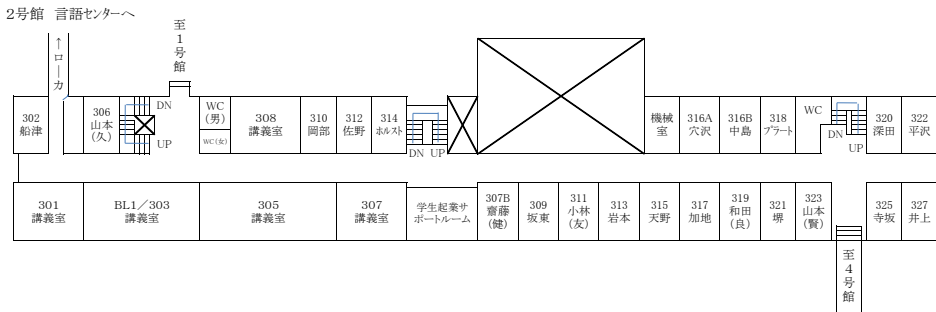 2号館 言語センターへ
至1号館
←ローカ
302
船津
306
山本
(久)
DN
UP
WC
(男)
WC(女)
308
講義室
310
岡部
312
佐野
314
ホルスト
DN UP
機械
室
316A
穴沢
316B
中島
318
プラート
WC
DN
UP
320
深田
322
平沢
301
講義室
BL1/303
講義室
305
講義室
307
講義室
学生起業サ
ポートルーム
307B
齋藤
(健)
309
坂東
311
小林
(友)
313
岩本
315
天野
317
加地
319
和田
(良)
321
堺
323
山本
(賢)
325
寺坂
327
井上
至4号館